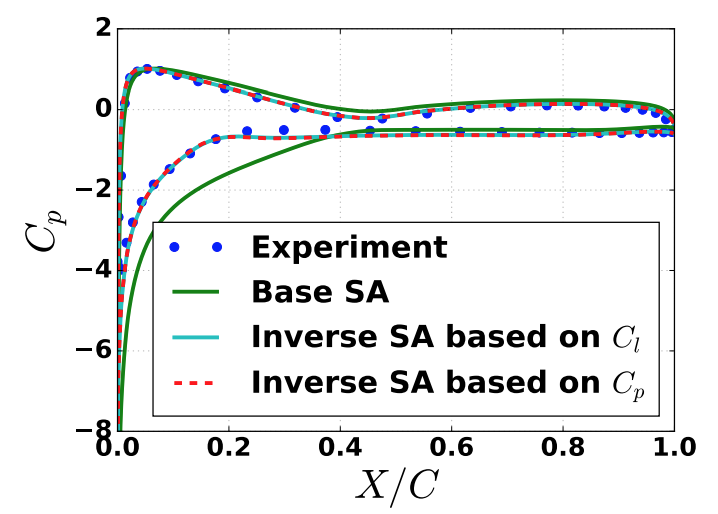 2
0
−2
−4
−6
−8
C_p
0.0 0.2 0.4 0.6 0.8 1.0
X/C
Experiment
Base SA
Inverse SA based on C_l
Inverse SA based on C_p